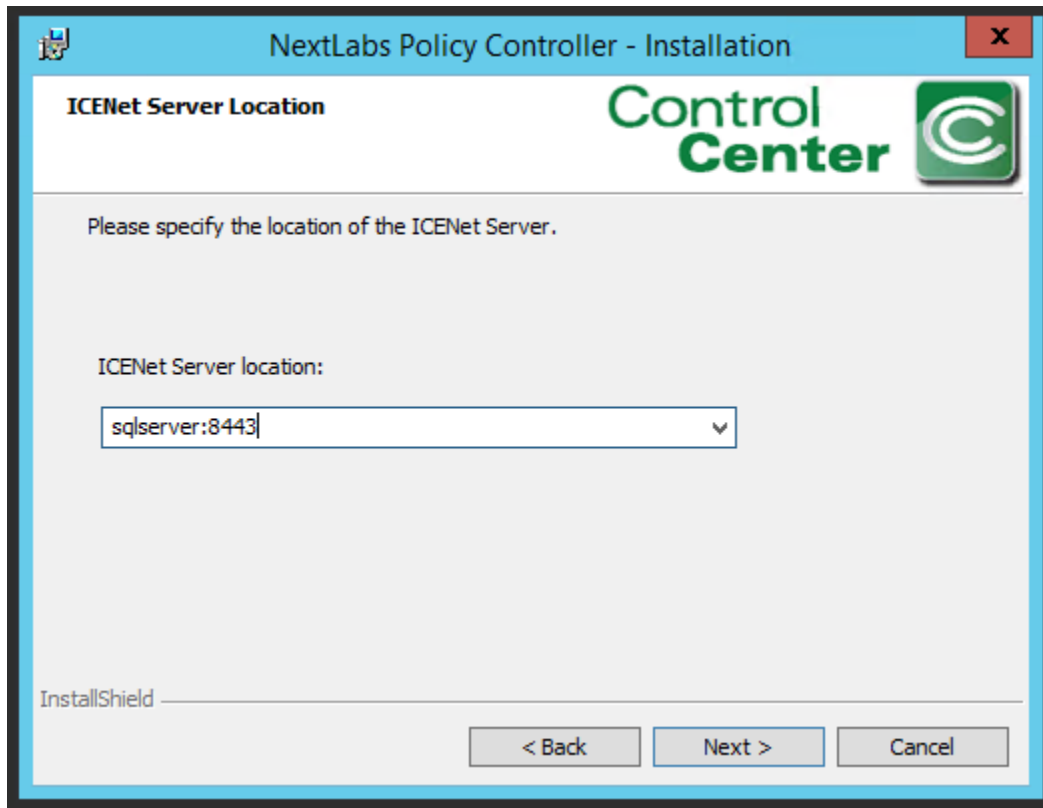 NextLabs Policy Controller - Installation
x
ICENet Server Location
Control
Center
Please specify the location of the ICENet Server.
ICENet Server location:
sqlserver:8443
InstallShield
< Back
Next >
Cancel